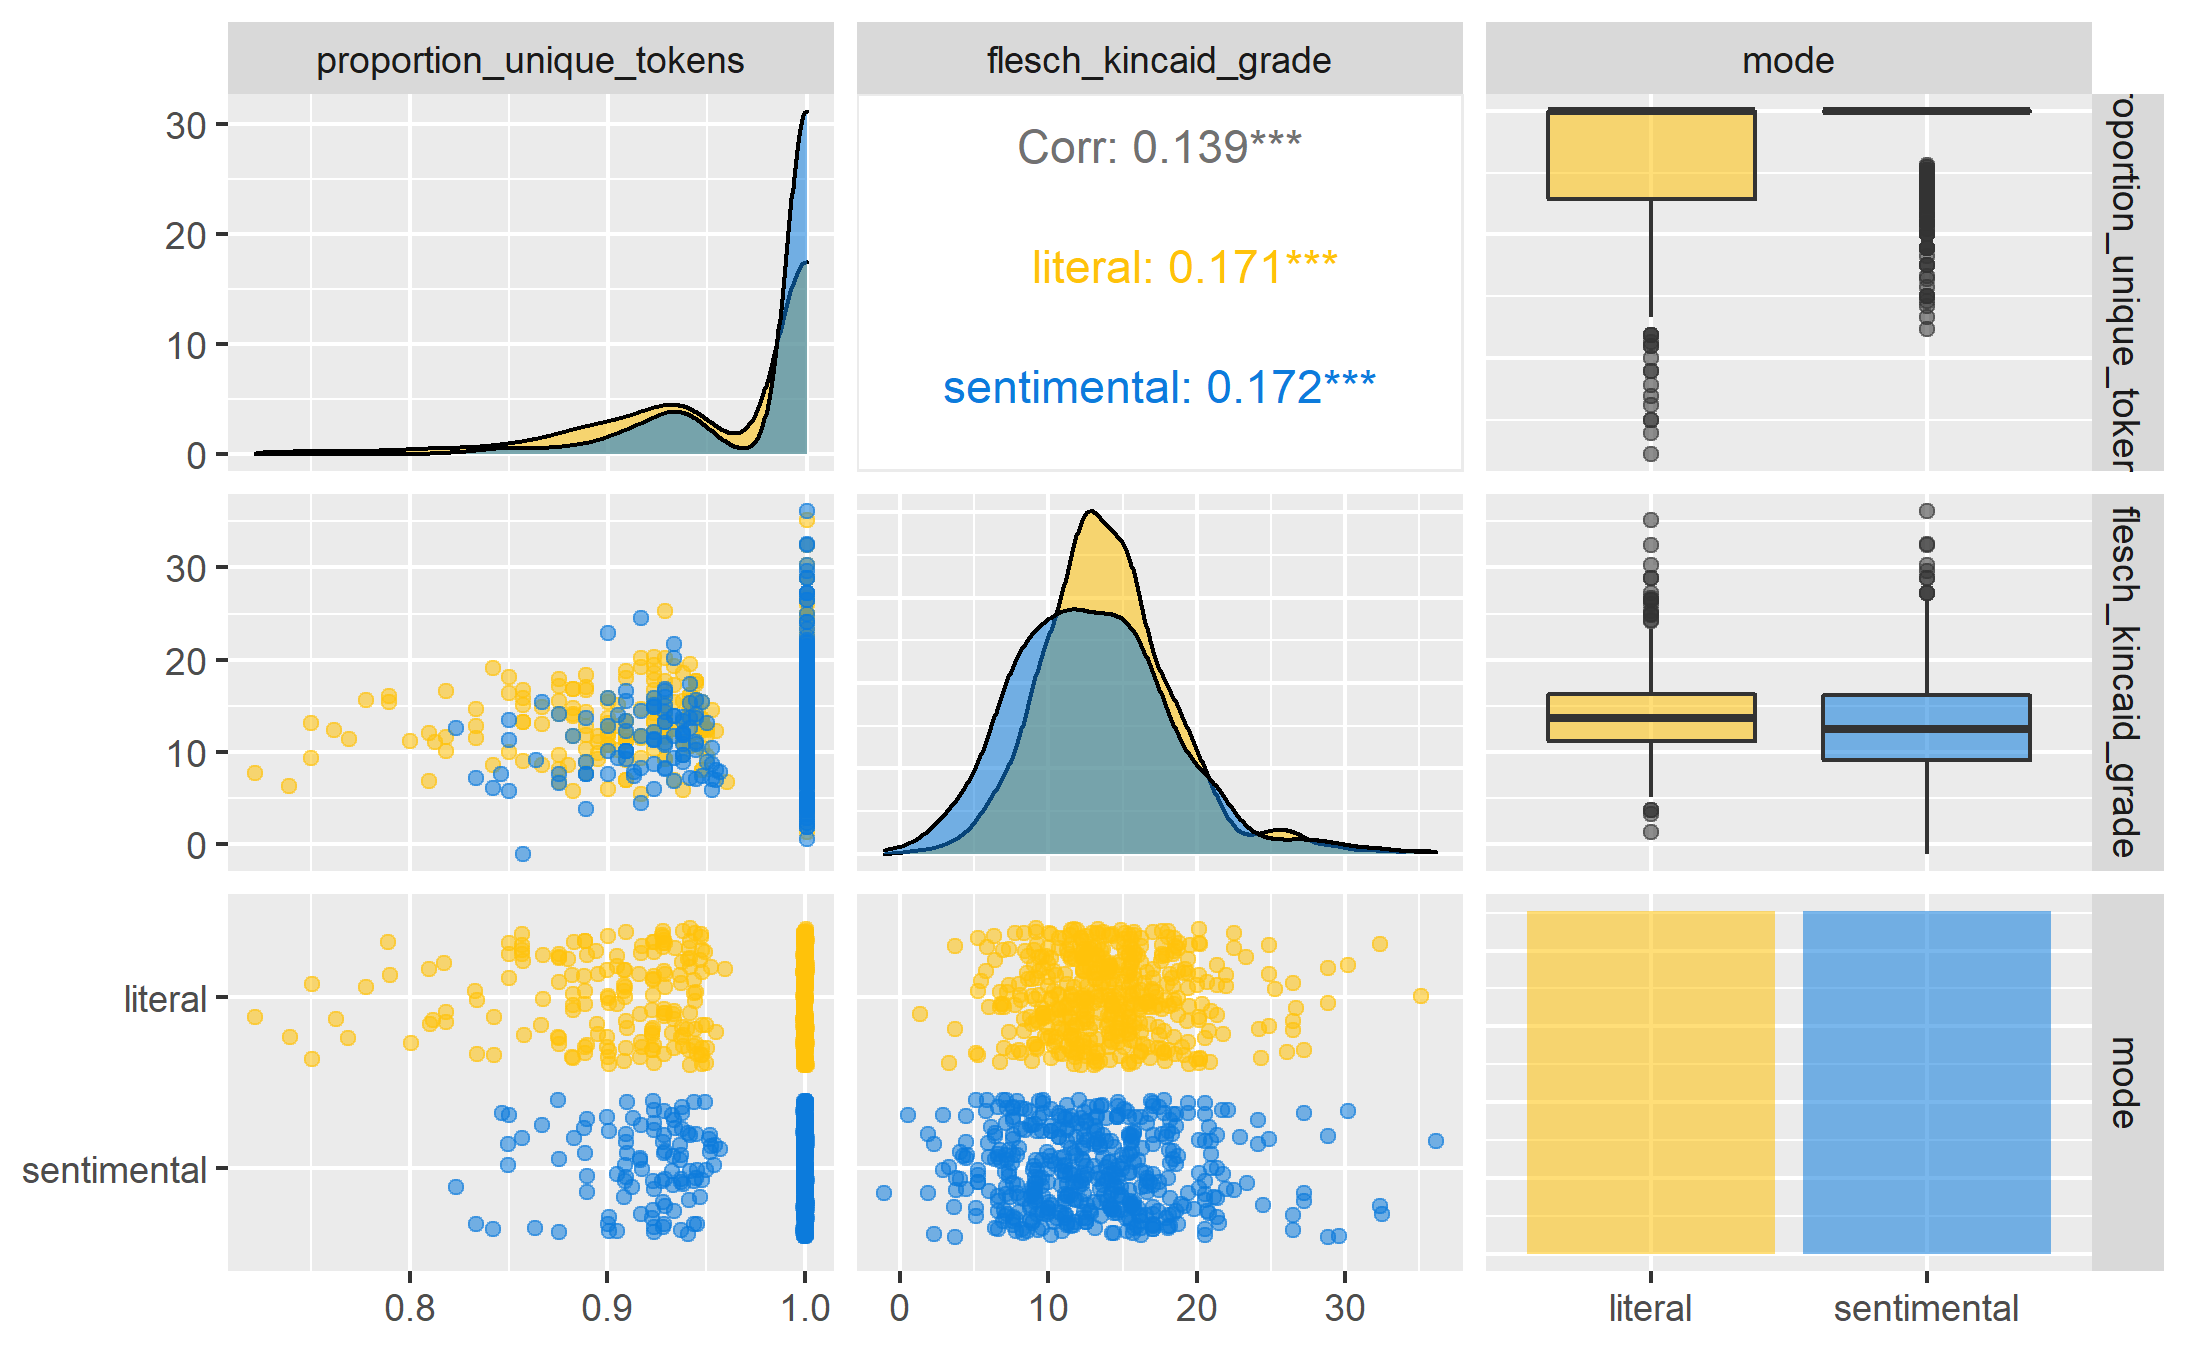 proportion_unique_tokens flesch_kincaid_grade mode
30
20
10
0
Corr: 0.139***
literal: 0.171***
sentimental: 0.172***
roportion_unique_token
30
20
10
0
flesch_kincaid_grade
literal
sentimental
mode
0.8 0.9 1.0 0 10 20 30 literal sentimental